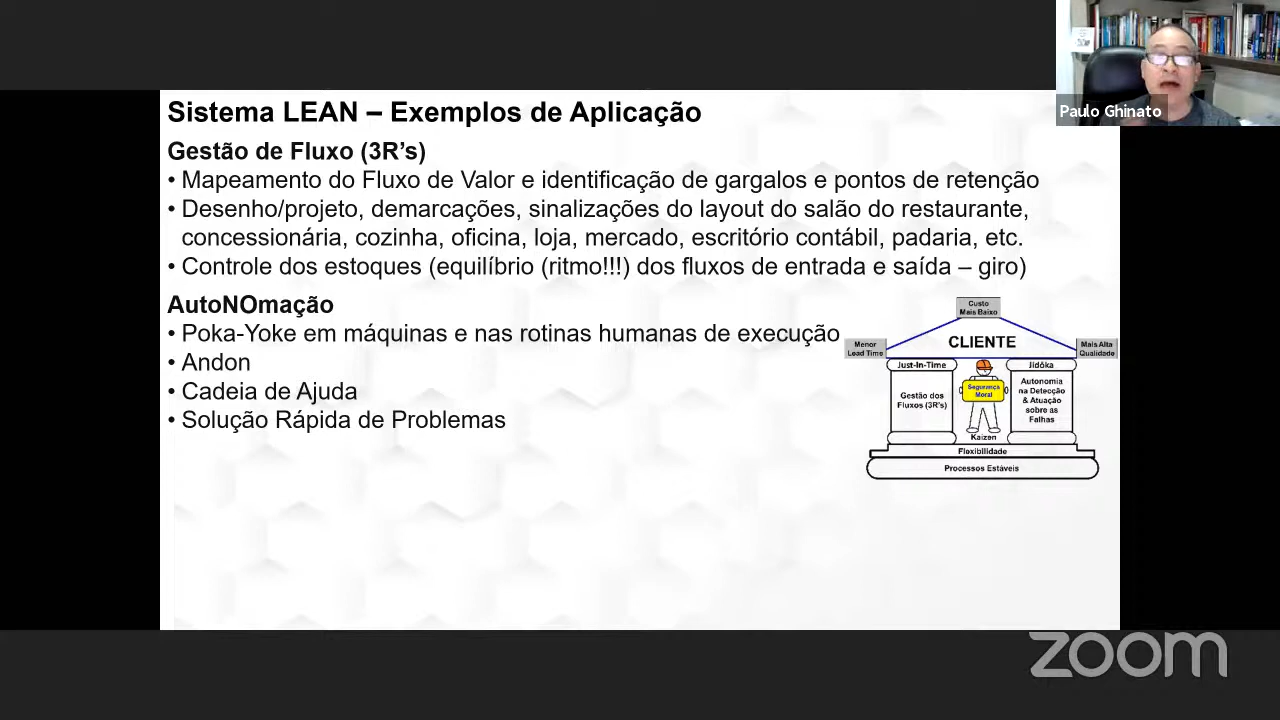 Paulo Ghinato
Sistema LEAN – Exemplos de Aplicação
Gestão de Fluxo (3R’s)
• Mapeamento do Fluxo de Valor e identificação de gargalos e pontos de retenção
• Desenho/projeto, demarcações, sinalizações do layout do salão do restaurante,
concessionária, cozinha, oficina, loja, mercado, escritório contábil, padaria, etc.
• Controle dos estoques (equilíbrio (ritmo!!!) dos fluxos de entrada e saída – giro)
AutoNOmação
• Poka-Yoke em máquinas e nas rotinas humanas de execução
• Andon
• Cadeia de Ajuda
• Solução Rápida de Problemas
Custo
Mais Baixo
CLIENTE
Menor
Lead Time
Mais Alta
Qualidade
Just-In-Time
Gestão dos
Fluxos (3R’s)
Segurança
Moral
Kaizen
Jidôka
Autonomia
na Detecção
& Atuação
sobre as
Falhas
Flexibilidade
Processos Estáveis
zoom